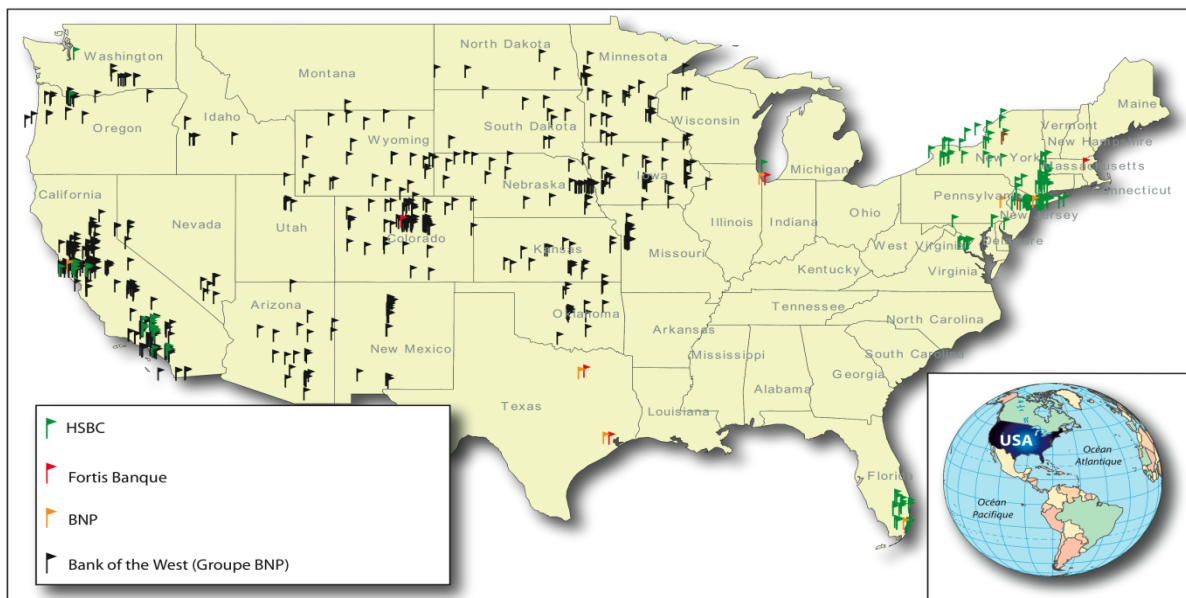 Washington
North Dakota
Minnesota
Montana
Maine
Idaho
Oregon
Wyoming
South Dakota
Wisconsin
Vermont
New Hampshire
Michigan
New York
Massachusetts
California
Nevada
Utah
Nebraska
Iowa
Pennsylvan
Connecticut
New Jersey
Colorado
Kansas
Illinois
Indiana
Ohio
Missouri
West Virginia
Delaware
Kentucky
Virginia
Arizona
New Mexico
Oklahoma
Tennessee
North Carolina
Arkansas
Mississippi
South Carolina
Texas
Louisiana
Alabama
Georgia
Florida
HSBC
Fortis Banque
BNP
Bank of the West (Groupe BNP)
USA
Océan
Atlantique
Océan
Pacifique